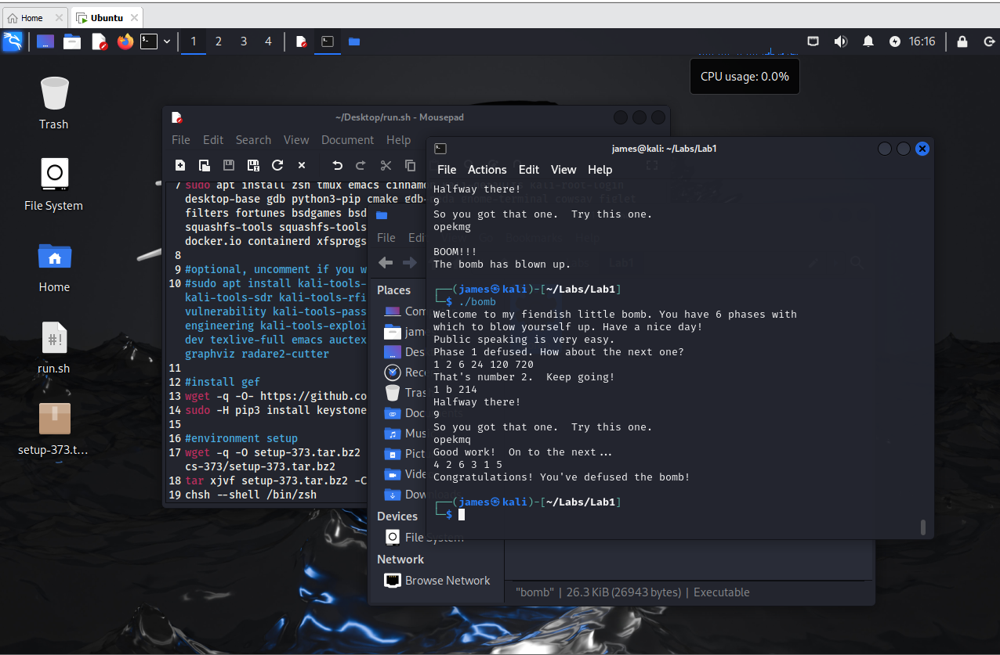 Home
Ubuntu
1 2 3 4
16:16
CPU usage: 0.0%
Trash
File System
Home
run.sh
setup-373.t...
~/Desktop/run.sh - Mousepad
File Edit Search View Document Help
7 sudo apt install zsh tmux emacs cinnamo
desktop-base gdb python3-pip cmake gdb-
filters fortunes bsdgames bsd
squashfs-tools squashfs-tools
docker.io containerd xfsprogs
8
9 #optional, uncomment if you w
10 #sudo apt install kali-tools-
kali-tools-sdr kali-tools-rfi
vulnerability kali-tools-pass
engineering kali-tools-exploi
dev texlive-full emacs auctex
graphviz radare2-cutter
11
12 #install gef
13 wget -q -O- https://github.co
14 sudo -H pip3 install keystone
15
16 #environment setup
17 wget -q -O setup-373.tar.bz2
cs-373/setup-373.tar.bz2
18 tar xjvf setup-373.tar.bz2 -C
19 chsh --shell /bin/zsh
File Edi
Places
Com
jam
Des
Rec
Tras
Documents
Mus
Pict
Vide
Dow
Devices
File System
Network
Browse Network
"bomb" | 26.3 KiB (26943 bytes) | Executable
james@kali: ~/Labs/Lab1
File Actions Edit View Help
Halfway there!
9
So you got that one.  Try this one.
opekmg
BOOM!!!
The bomb has blown up.
┌──(james㉿kali)-[~/Labs/Lab1]
└─$ ./bomb
Welcome to my fiendish little bomb. You have 6 phases with
which to blow yourself up. Have a nice day!
Public speaking is very easy.
Phase 1 defused. How about the next one?
1 2 6 24 120 720
That's number 2.  Keep going!
1 b 214
Halfway there!
9
So you got that one.  Try this one.
opekmq
Good work!  On to the next...
4 2 6 3 1 5
Congratulations! You've defused the bomb!
┌──(james㉿kali)-[~/Labs/Lab1]
└─$